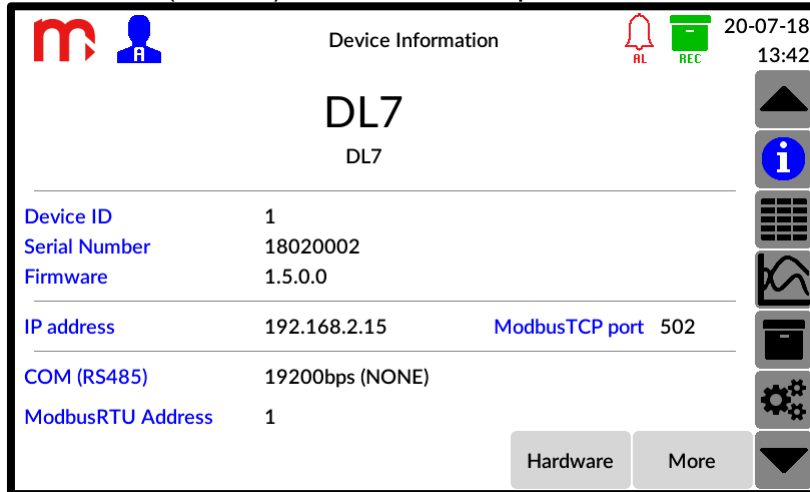 m A Device Information AL REC 20-07-18
13:42
DL7
DL7
Device ID 1
Serial Number 18020002
Firmware 1.5.0.0
IP address 192.168.2.15 ModbusTCP port 502
COM (RS485) 19200bps (NONE)
ModbusRTU Address 1
Hardware More